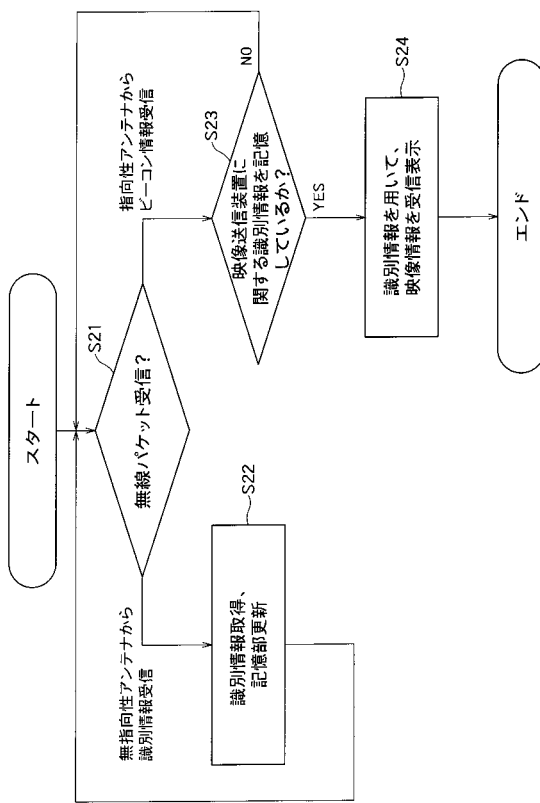 スタート
S21
無線パケット受信？
無指向性アンテナから
識別情報受信
指向性アンテナから
ビーコン情報受信
S22
識別情報取得、
記憶部更新
S23
映像送信装置に
関する識別情報を記憶
しているか？
NO
YES
S24
識別情報を用いて、
映像情報を受信表示
エンド